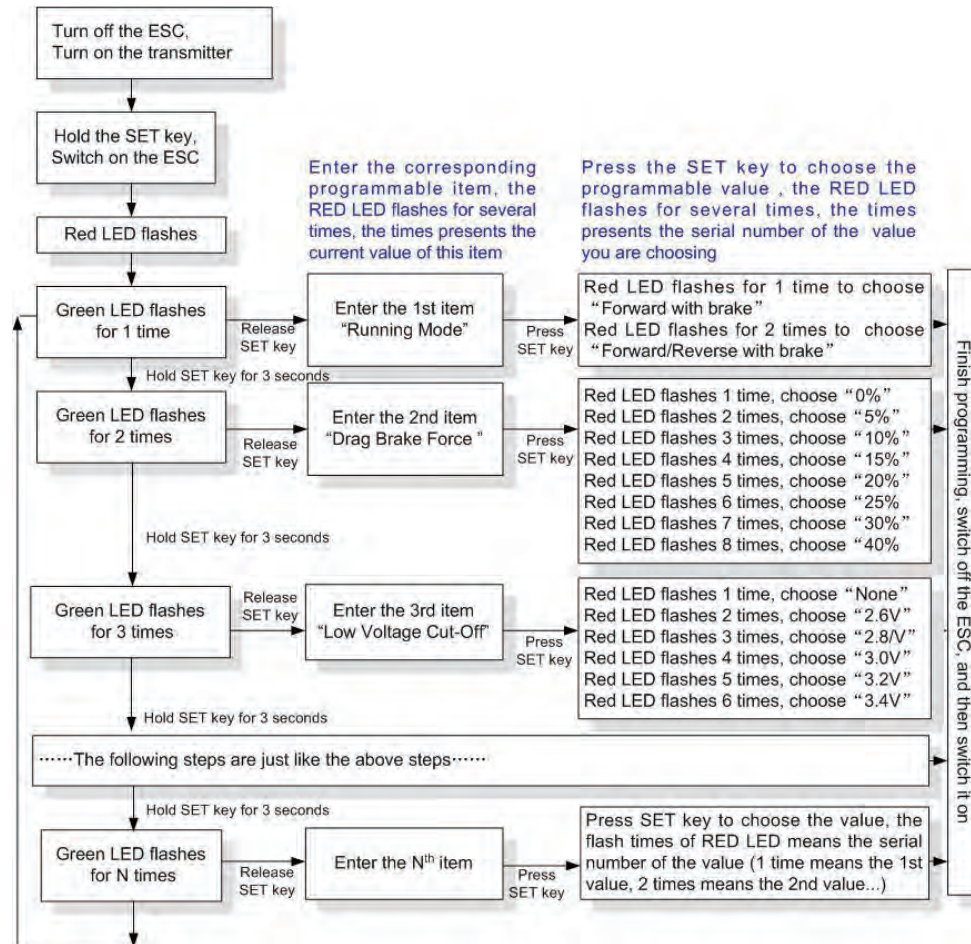 Turn off the ESC,
Turn on the transmitter
Hold the SET key,
Switch on the ESC
Red LED flashes
Enter the corresponding
programmable item, the
RED LED flashes for several
times, the times presents the
current value of this item
Press the SET key to choose the
programmable value , the RED LED
flashes for several times, the times
presents the serial number of the value
you are choosing
Green LED flashes
for 1 time
Release
SET key
Enter the 1st item
“Running Mode”
Press
SET key
Red LED flashes for 1 time to choose
“Forward with brake”
Red LED flashes for 2 times to choose
“Forward/Reverse with brake”
Hold SET key for 3 seconds
Green LED flashes
for 2 times
Release
SET key
Enter the 2nd item
“Drag Brake Force ”
Press
SET key
Red LED flashes 1 time, choose “0%”
Red LED flashes 2 times, choose “5%”
Red LED flashes 3 times, choose “10%”
Red LED flashes 4 times, choose “15%”
Red LED flashes 5 times, choose “20%”
Red LED flashes 6 times, choose “25%
Red LED flashes 7 times, choose “30%”
Red LED flashes 8 times, choose “40%
Hold SET key for 3 seconds
Green LED flashes
for 3 times
Release
SET key
Enter the 3rd item
“Low Voltage Cut-Off”
Press
SET key
Red LED flashes 1 time, choose “None”
Red LED flashes 2 times, choose “2.6V”
Red LED flashes 3 times, choose “2.8/V”
Red LED flashes 4 times, choose “3.0V”
Red LED flashes 5 times, choose “3.2V”
Red LED flashes 6 times, choose “3.4V”
Hold SET key for 3 seconds
······The following steps are just like the above steps······
Hold SET key for 3 seconds
Green LED flashes
for N times
Release
SET key
Enter the Nth item
Press
SET key
Press SET key to choose the value, the
flash times of RED LED means the serial
number of the value (1 time means the 1st
value, 2 times means the 2nd value...)
Finish programming, switch off the ESC, and then switch it on